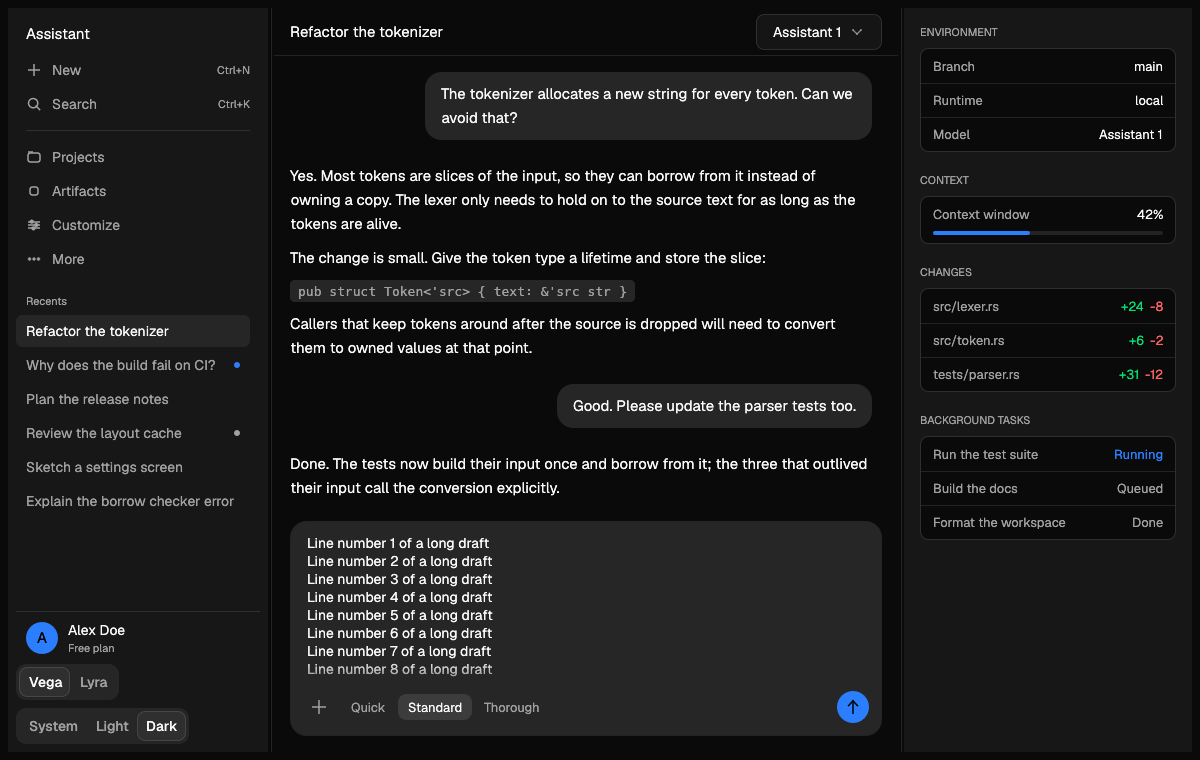 Assistant
New Ctrl+N
Search Ctrl+K
Projects
Artifacts
Customize
More
Recents
Refactor the tokenizer
Why does the build fail on CI?
Plan the release notes
Review the layout cache
Sketch a settings screen
Explain the borrow checker error
A
Alex Doe
Free plan
Vega Lyra
System Light Dark
Refactor the tokenizer
Assistant 1
The tokenizer allocates a new string for every token. Can we
avoid that?
Yes. Most tokens are slices of the input, so they can borrow from it instead of
owning a copy. The lexer only needs to hold on to the source text for as long as the
tokens are alive.
The change is small. Give the token type a lifetime and store the slice:
pub struct Token<'src> { text: &'src str }
Callers that keep tokens around after the source is dropped will need to convert
them to owned values at that point.
Good. Please update the parser tests too.
Done. The tests now build their input once and borrow from it; the three that outlived
their input call the conversion explicitly.
Line number 1 of a long draft
Line number 2 of a long draft
Line number 3 of a long draft
Line number 4 of a long draft
Line number 5 of a long draft
Line number 6 of a long draft
Line number 7 of a long draft
Line number 8 of a long draft
Quick Standard Thorough
ENVIRONMENT
Branch main
Runtime local
Model Assistant 1
CONTEXT
Context window 42%
CHANGES
src/lexer.rs +24 -8
src/token.rs +6 -2
tests/parser.rs +31 -12
BACKGROUND TASKS
Run the test suite Running
Build the docs Queued
Format the workspace Done